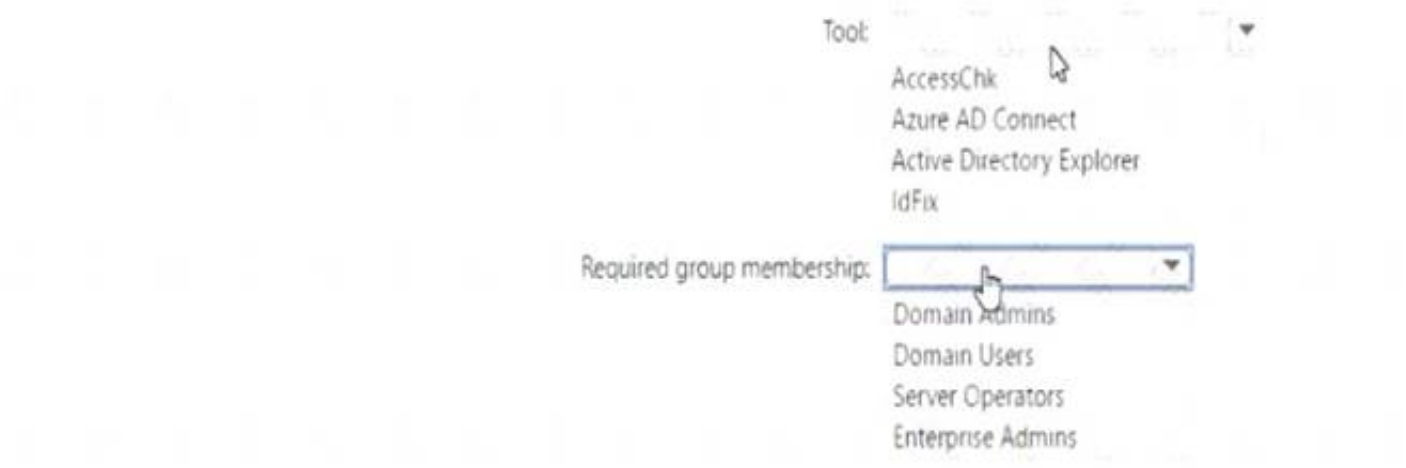 Tool:
AccessChk
Azure AD Connect
Active Directory Explorer
IdFix
Required group membership:
Domain Admins
Domain Users
Server Operators
Enterprise Admins